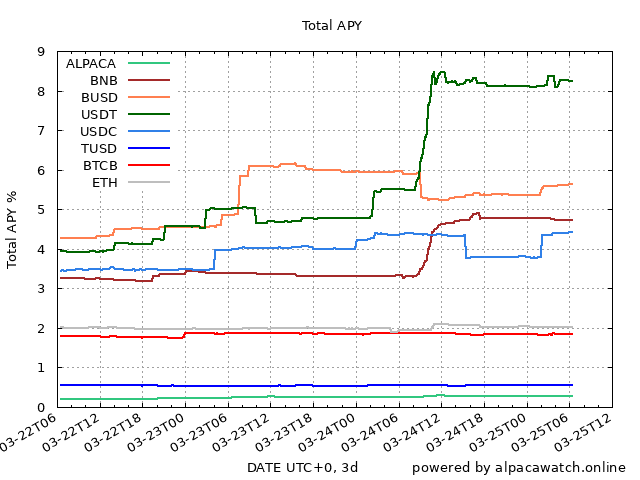 Total APY
9
8
7
6
5
4
3
2
1
0
Total APY %
ALPACA
BNB
BUSD
USDT
USDC
TUSD
BTCB
ETH
03-22T06
03-22T12
03-23T00
03-23T06
03-23T12
03-23T18
03-24T00
03-24T06
03-24T12
03-24T18
03-25T00
03-25T06
03-25T12
DATE UTC+0, 3d
powered by alpacawatch.online